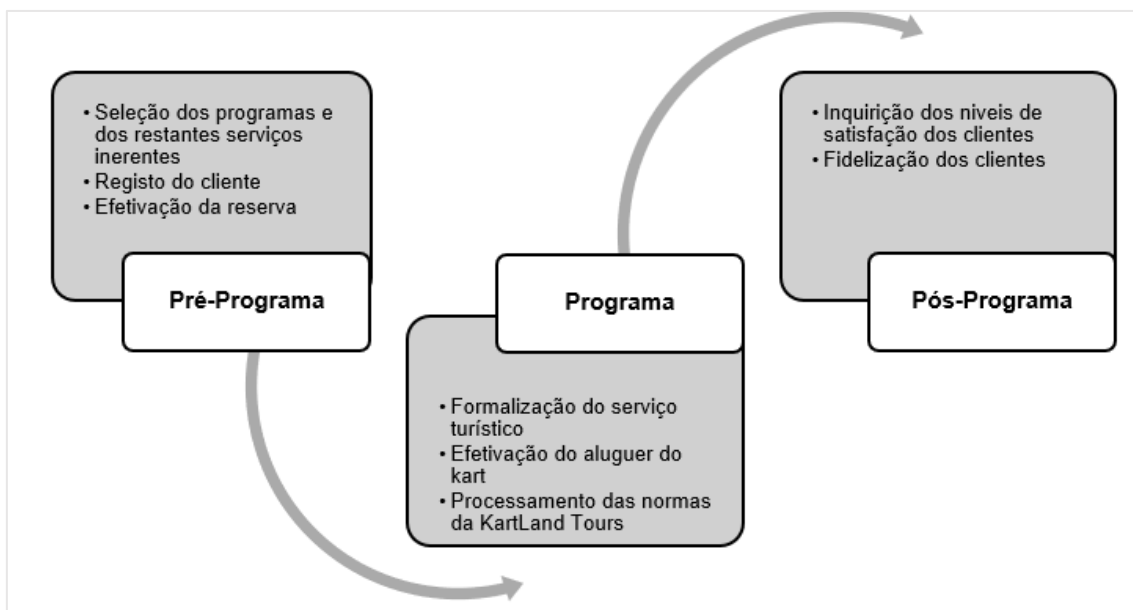 • Seleção dos programas e
dos restantes serviços
inerentes
• Registo do cliente
• Efetivação da reserva
Pré-Programa
Programa
• Formalização do serviço
turístico
• Efetivação do aluguer do
kart
• Processamento das normas
da KartLand Tours
• Inquirição dos niveis de
satisfação dos clientes
• Fidelização dos clientes
Pós-Programa